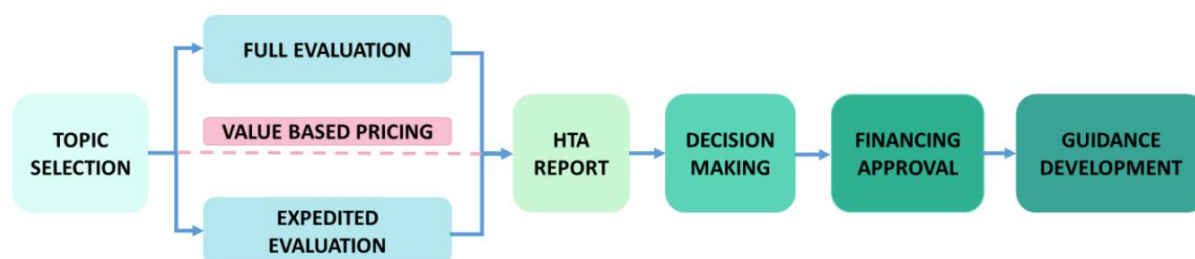 TOPIC
SELECTION
FULL EVALUATION
VALUE BASED PRICING
EXPEDITED
EVALUATION
HTA
REPORT
DECISION
MAKING
FINANCING
APPROVAL
GUIDANCE
DEVELOPMENT